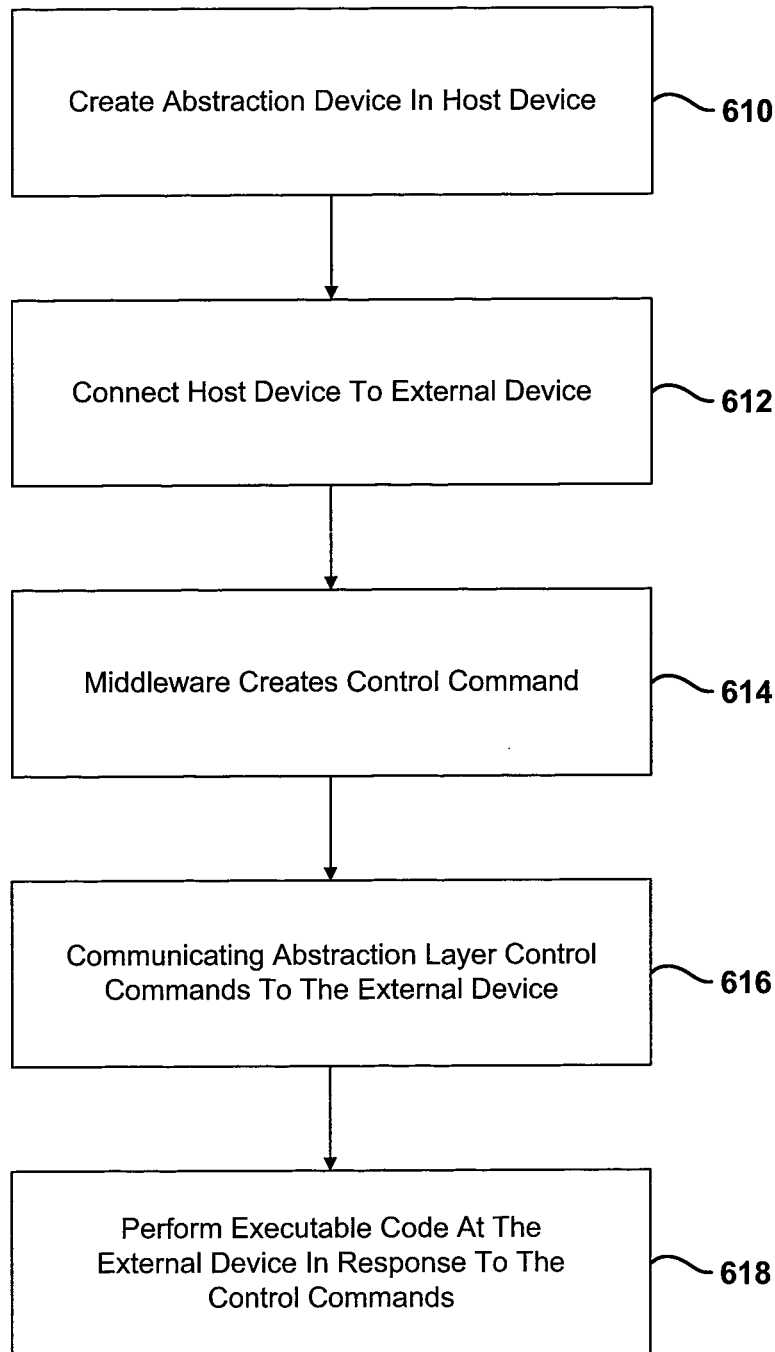 Create Abstraction Device In Host Device
610
Connect Host Device To External Device
612
Middleware Creates Control Command
614
Communicating Abstraction Layer Control
Commands To The External Device
616
Perform Executable Code At The
External Device In Response To The
Control Commands
618